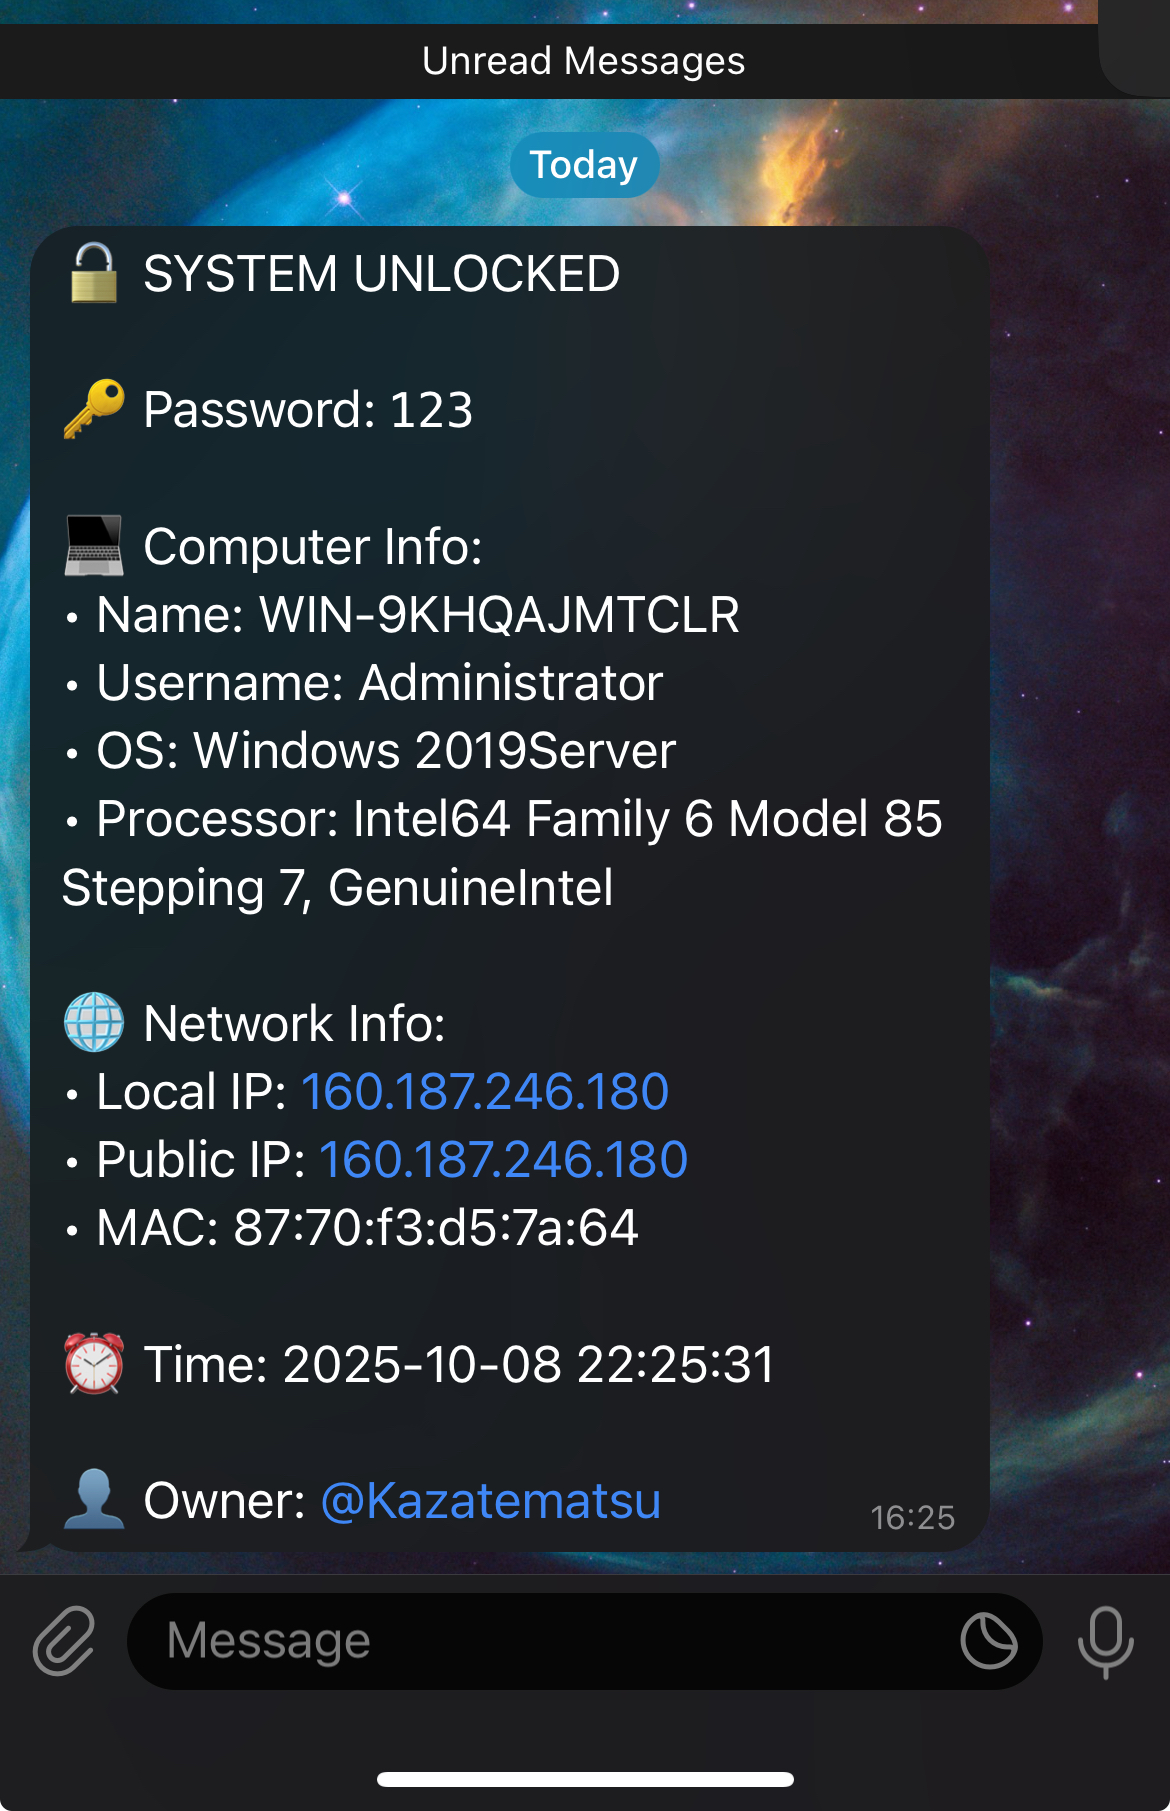 Unread Messages
Today
🔓 SYSTEM UNLOCKED
🔑 Password: 123
💻 Computer Info:
• Name: WIN-9KHQAJMTCLR
• Username: Administrator
• OS: Windows 2019Server
• Processor: Intel64 Family 6 Model 85
Stepping 7, GenuineIntel
🌐 Network Info:
• Local IP: 160.187.246.180
• Public IP: 160.187.246.180
• MAC: 87:70:f3:d5:7a:64
⏰ Time: 2025-10-08 22:25:31
👤 Owner: @Kazatematsu
16:25
Message